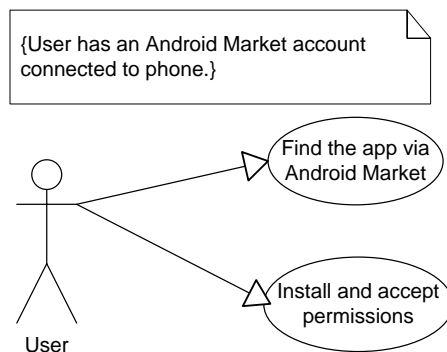 {User has an Android Market account
connected to phone.}
Find the app via
Android Market
Install and accept
permissions
User